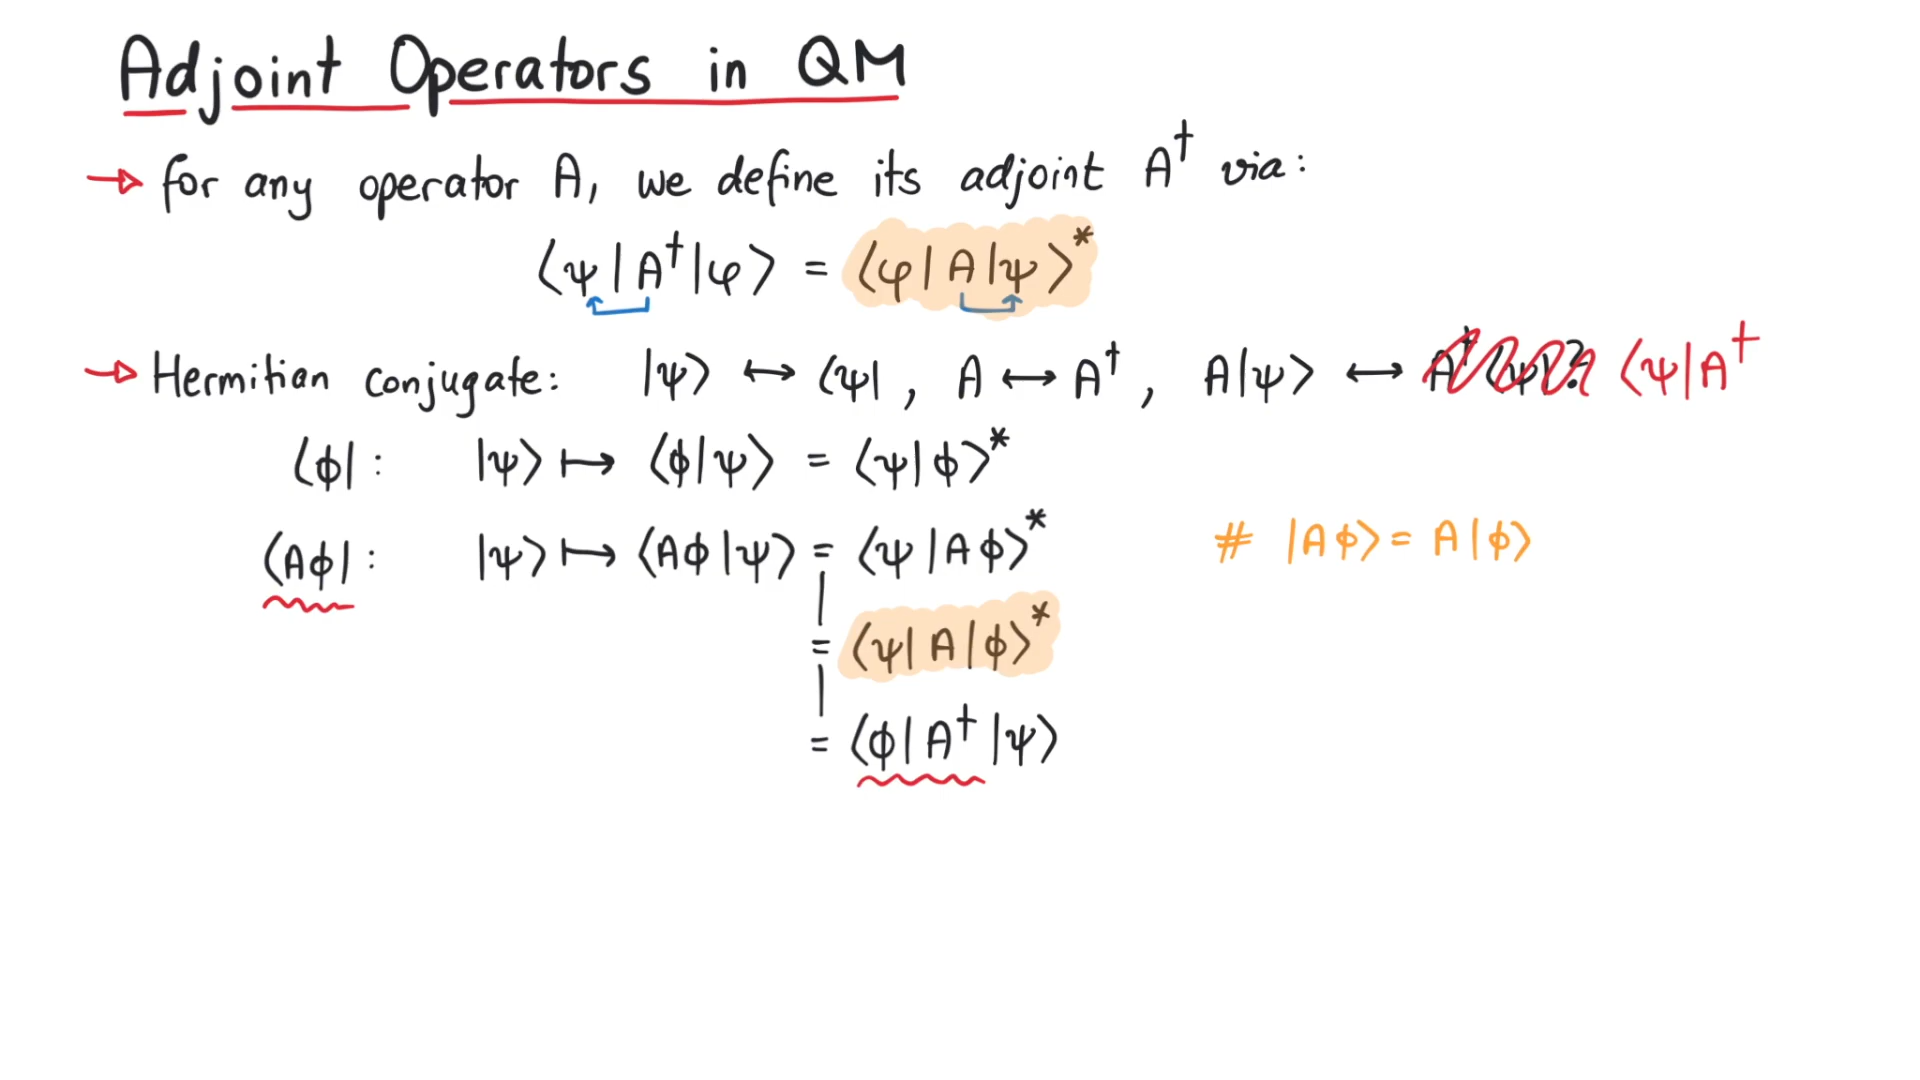 Adjoint Operators in QM
→ for any operator A, we define its adjoint A† via:
⟨ψ|A†|φ⟩ = ⟨φ|A|ψ⟩*
→ Hermitian conjugate: |ψ⟩ ↔ ⟨ψ| , A ↔ A† , A|ψ⟩ ↔ A†⟨ψ|? ⟨ψ|A†
⟨ϕ| : |ψ⟩ ↦ ⟨ϕ|ψ⟩ = ⟨ψ|ϕ⟩*
⟨Aϕ| : |ψ⟩ ↦ ⟨Aϕ|ψ⟩ = ⟨ψ|Aϕ⟩* # |Aϕ⟩ = A|ϕ⟩
= ⟨ψ|A|ϕ⟩*
= ⟨ϕ|A†|ψ⟩